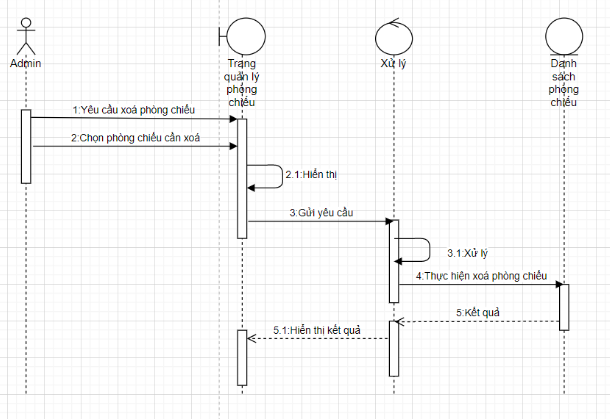 Admin
Trang
quản lý
phòng
chiếu
Xử lý
Danh
sách
phòng
chiếu
1:Yêu cầu xoá phòng chiếu
2:Chọn phòng chiếu cần xoá
2.1:Hiển thị
3:Gửi yêu cầu
3.1:Xử lý
4:Thực hiện xoá phòng chiếu
5:Kết quả
5.1:Hiển thị kết quả